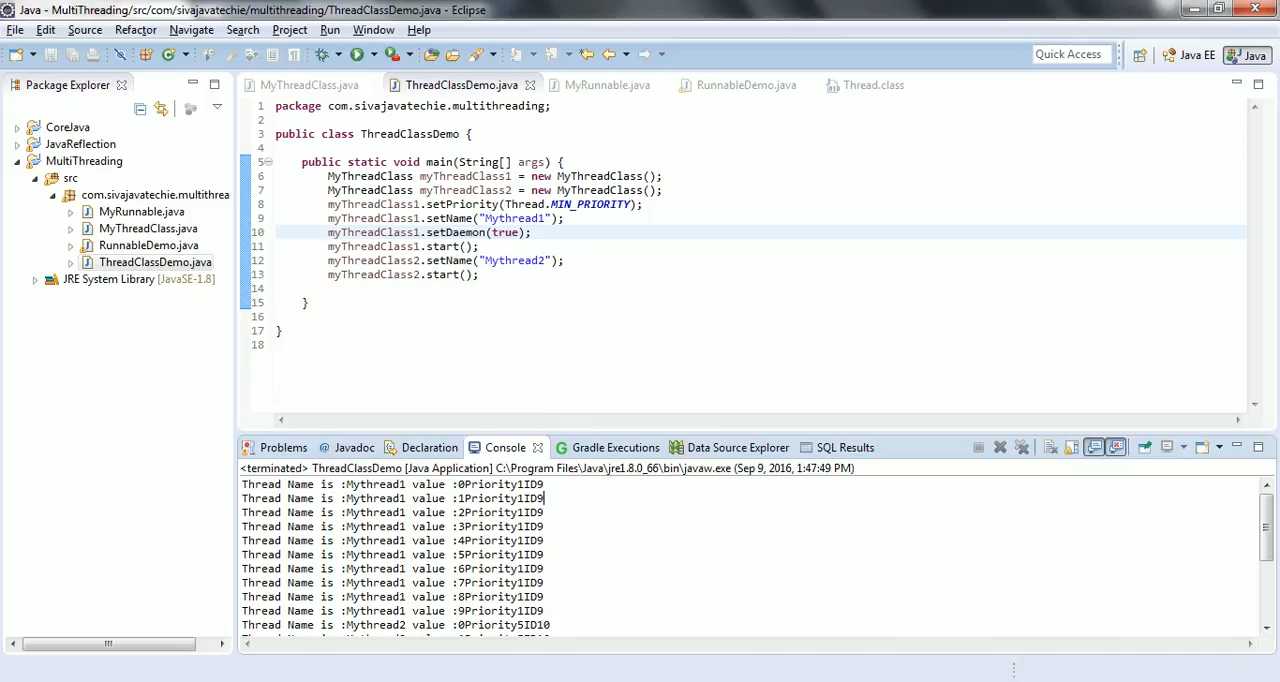 Java - MultiThreading/src/com/sivajavatechie/multithreading/ThreadClassDemo.java - Eclipse
File Edit Source Refactor Navigate Search Project Run Window Help
Quick Access Java EE Java
Package Explorer
MyThreadClass.java ThreadClassDemo.java MyRunnable.java RunnableDemo.java Thread.class
CoreJava
JavaReflection
MultiThreading
src
com.sivajavatechie.multithrea
MyRunnable.java
MyThreadClass.java
RunnableDemo.java
ThreadClassDemo.java
JRE System Library [JavaSE-1.8]
1 package com.sivajavatechie.multithreading;
2
3 public class ThreadClassDemo {
4
5 public static void main(String[] args) {
6 MyThreadClass myThreadClass1 = new MyThreadClass();
7 MyThreadClass myThreadClass2 = new MyThreadClass();
8 myThreadClass1.setPriority(Thread.MIN_PRIORITY);
9 myThreadClass1.setName("Mythread1");
10 myThreadClass1.setDaemon(true);
11 myThreadClass1.start();
12 myThreadClass2.setName("Mythread2");
13 myThreadClass2.start();
14
15 }
16
17 }
18
Problems @ Javadoc Declaration Console Gradle Executions Data Source Explorer SQL Results
<terminated> ThreadClassDemo [Java Application] C:\Program Files\Java\jre1.8.0_66\bin\javaw.exe (Sep 9, 2016, 1:47:49 PM)
Thread Name is :Mythread1 value :0Priority1ID9
Thread Name is :Mythread1 value :1Priority1ID9
Thread Name is :Mythread1 value :2Priority1ID9
Thread Name is :Mythread1 value :3Priority1ID9
Thread Name is :Mythread1 value :4Priority1ID9
Thread Name is :Mythread1 value :5Priority1ID9
Thread Name is :Mythread1 value :6Priority1ID9
Thread Name is :Mythread1 value :7Priority1ID9
Thread Name is :Mythread1 value :8Priority1ID9
Thread Name is :Mythread1 value :9Priority1ID9
Thread Name is :Mythread2 value :0Priority5ID10